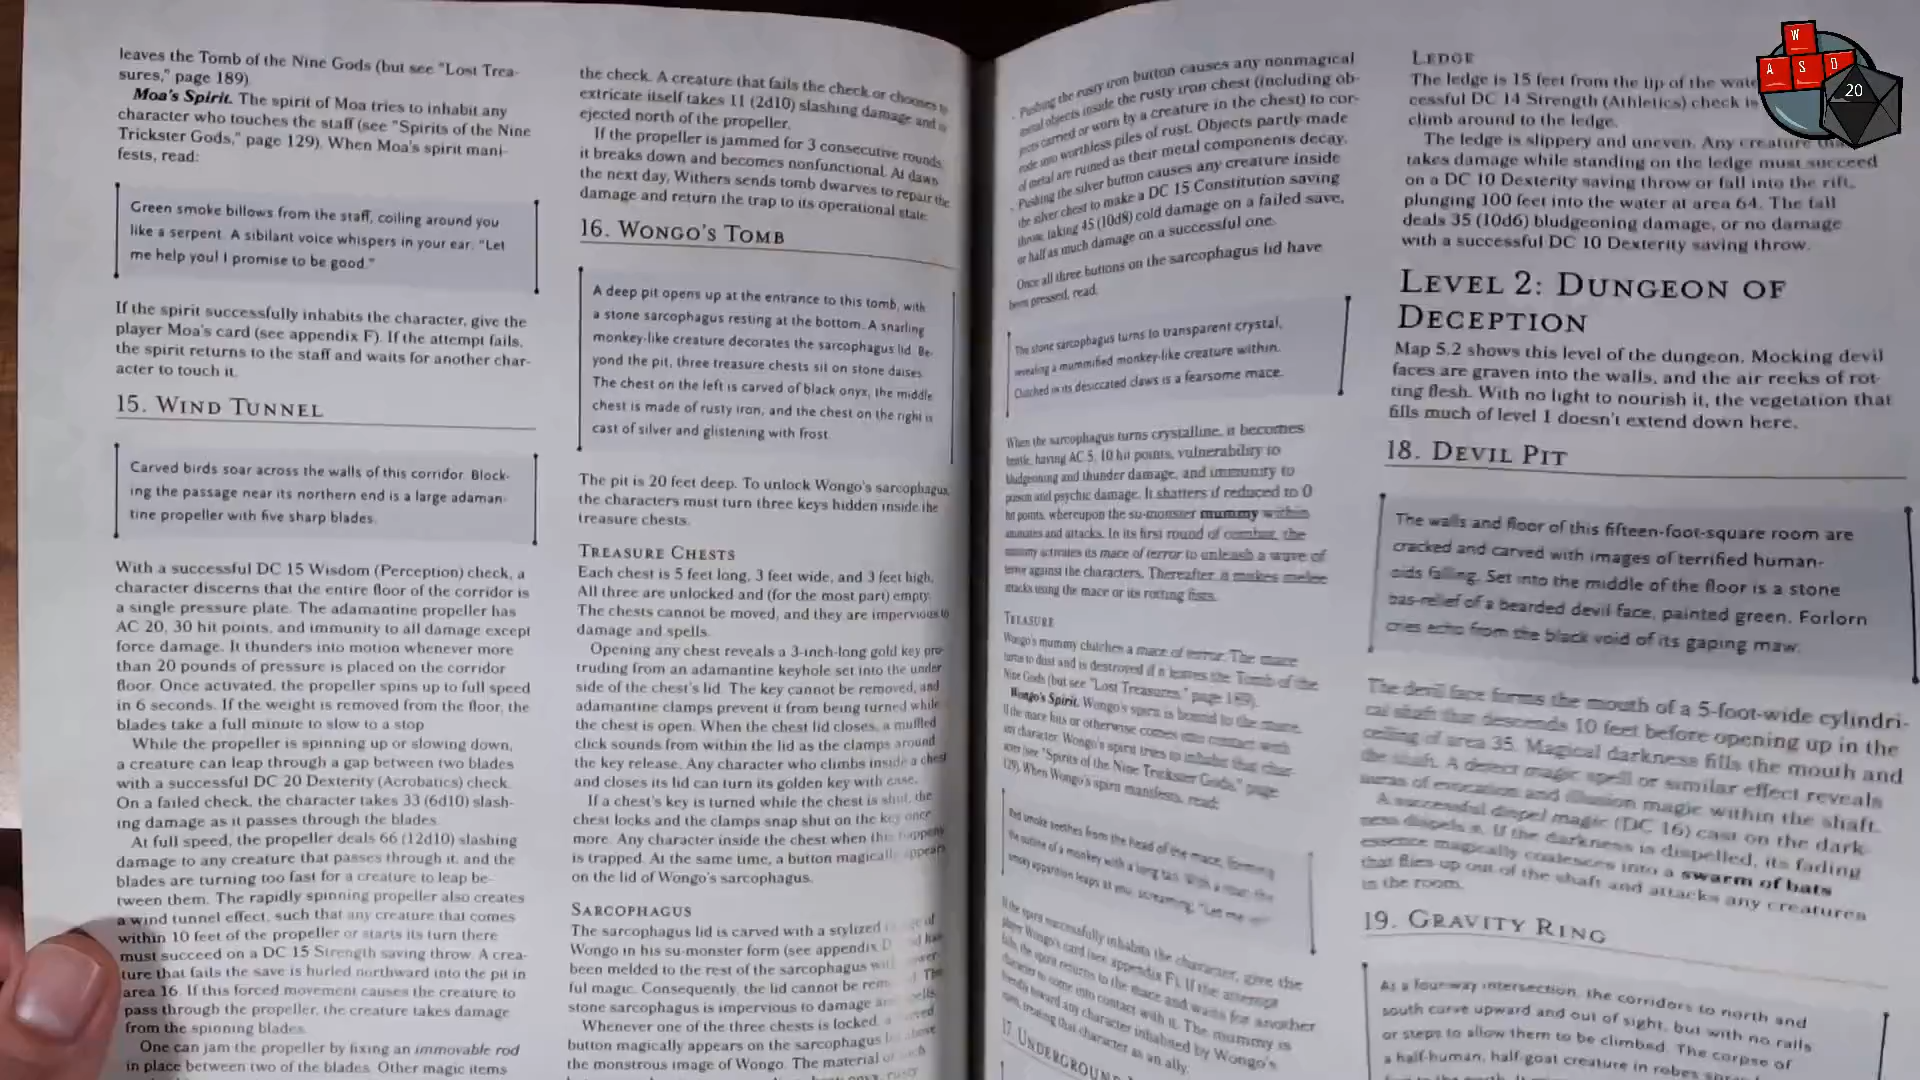 leaves the Tomb of the Nine Gods (but see "Lost Trea-
sures," page 189).
Moa's Spirit. The spirit of Moa tries to inhabit any
character who touches the staff (see "Spirits of the Nine
Trickster Gods," page 129). When Moa's spirit mani-
fests, read:
Green smoke billows from the staff, coiling around you
like a serpent. A sibilant voice whispers in your ear. "Let
me help you! I promise to be good."
If the spirit successfully inhabits the character, give the
player Moa's card (see appendix F). If the attempt fails,
the spirit returns to the staff and waits for another char-
acter to touch it.
15. Wind Tunnel
Carved birds soar across the walls of this corridor. Block-
ing the passage near its northern end is a large adaman-
tine propeller with five sharp blades.
With a successful DC 15 Wisdom (Perception) check, a
character discerns that the entire floor of the corridor is
a single pressure plate. The adamantine propeller has
AC 20, 30 hit points, and immunity to all damage except
force damage. It thunders into motion whenever more
than 20 pounds of pressure is placed on the corridor
floor. Once activated, the propeller spins up to full speed
in 6 seconds. If the weight is removed from the floor, the
blades take a full minute to slow to a stop.
While the propeller is spinning up or slowing down,
a creature can leap through a gap between two blades
with a successful DC 20 Dexterity (Acrobatics) check.
On a failed check, the character takes 33 (6d10) slash-
ing damage as it passes through the blades.
At full speed, the propeller deals 66 (12d10) slashing
damage to any creature that passes through it, and the
blades are turning too fast for a creature to leap be-
tween them. The rapidly spinning propeller also creates
a wind tunnel effect, such that any creature that comes
within 10 feet of the propeller or starts its turn there
must succeed on a DC 15 Strength saving throw. A crea-
ture that fails the save is hurled northward into the pit in
area 16. If this forced movement causes the creature to
pass through the propeller, the creature takes damage
from the spinning blades.
One can jam the propeller by fixing an immovable rod
in place between two of the blades. Other magic items
the check. A creature that fails the check or chooses to
extricate itself takes 11 (2d10) slashing damage and is
ejected north of the propeller.
If the propeller is jammed for 3 consecutive rounds,
it breaks down and becomes nonfunctional. At dawn
the next day, Withers sends tomb dwarves to repair the
damage and return the trap to its operational state.
16. Wongo's Tomb
A deep pit opens up at the entrance to this tomb, with
a stone sarcophagus resting at the bottom. A snarling
monkey-like creature decorates the sarcophagus lid. Be-
yond the pit, three treasure chests sit on stone daises.
The chest on the left is carved of black onyx, the middle
chest is made of rusty iron, and the chest on the right is
cast of silver and glistening with frost.
The pit is 20 feet deep. To unlock Wongo's sarcophagus,
the characters must turn three keys hidden inside the
treasure chests.
Treasure Chests
Each chest is 5 feet long, 3 feet wide, and 3 feet high.
All three are unlocked and (for the most part) empty.
The chests cannot be moved, and they are impervious to
damage and spells.
Opening any chest reveals a 3-inch-long gold key pro-
truding from an adamantine keyhole set into the under
side of the chest's lid. The key cannot be removed, and
adamantine clamps prevent it from being turned while
the chest is open. When the chest lid closes, a muffled
click sounds from within the lid as the clamps around
the key release. Any character who climbs inside a chest
and closes its lid can turn its golden key with ease.
If a chest's key is turned while the chest is shut, the
chest locks and the clamps snap shut on the key once
more. Any character inside the chest when this happens
is trapped. At the same time, a button magically appears
on the lid of Wongo's sarcophagus.
Sarcophagus
The sarcophagus lid is carved with a stylized of
Wongo in his su-monster form (see appendix D has
been melded to the rest of the sarcophagus with
ful magic. Consequently, the lid cannot be The
stone sarcophagus is impervious to damage
Whenever one of the three chests is locked, a
button magically appears on the sarcophagus above
the monstrous image of Wongo. The material of
Pushing the rusty iron button causes any nonmagical
metal objects inside the rusty iron chest (including ob-
jects carried or worn by a creature in the chest) to cor-
rode into worthless piles of rust. Objects partly made
of metal are ruined as their metal components decay.
Pushing the silver button causes any creature inside
the silver chest to make a DC 15 Constitution saving
throw, taking 45 (10d8) cold damage on a failed save,
or half as much damage on a successful one.
Once all three buttons on the sarcophagus lid have
been pressed, read:
The stone sarcophagus turns to transparent crystal,
revealing a mummified monkey-like creature within.
Clutched in its desiccated claws is a fearsome mace.
When the sarcophagus turns crystalline, it becomes
brittle, having AC 5, 10 hit points, vulnerability to
bludgeoning and thunder damage, and immunity to
poison and psychic damage. It shatters if reduced to 0
hit points, whereupon the su-monster mummy within
animates and attacks. In its first round of combat, the
mummy activates its mace of terror to unleash a wave of
terror against the characters. Thereafter, it makes melee
attacks using the mace or its rotting fists.
Treasure
Wongo's mummy clutches a mace of terror. The mace
turns to dust and is destroyed if it leaves the Tomb of the
Nine Gods (but see "Lost Treasures," page 189).
Wongo's Spirit. Wongo's spirit is bound to the mace.
If the mace hits or otherwise comes into contact with
any character, Wongo's spirit tries to inhabit that char-
acter (see "Spirits of the Nine Trickster Gods," page
129). When Wongo's spirit manifests, read:
Red smoke seethes from the head of the mace, forming
the outline of a monkey with a long tail. With a roar, the
smoky apparition leaps at you, screaming, "Let me in!"
If the spirit successfully inhabits the character, give the
player Wongo's card (see appendix F). If the attempt
fails, the spirit returns to the mace and waits for another
character to come into contact with it. The mummy is
friendly toward any character inhabited by Wongo's
spirit, treating that character as an ally.
17. Underground
Ledge
The ledge is 15 feet from the lip of the
cessful DC 14 Strength (Athletics) check is
climb around to the ledge.
The ledge is slippery and uneven. Any creature that
takes damage while standing on the ledge must succeed
on a DC 10 Dexterity saving throw or fall into the rift,
plunging 100 feet into the water at area 64. The fall
deals 35 (10d6) bludgeoning damage, or no damage
with a successful DC 10 Dexterity saving throw.
Level 2: Dungeon of
Deception
Map 5.2 shows this level of the dungeon. Mocking devil
faces are graven into the walls, and the air reeks of rot-
ting flesh. With no light to nourish it, the vegetation that
fills much of level 1 doesn't extend down here.
18. Devil Pit
The walls and floor of this fifteen-foot-square room are
cracked and carved with images of terrified human-
oids falling. Set into the middle of the floor is a stone
bas-relief of a bearded devil face, painted green. Forlorn
cries echo from the black void of its gaping maw.
The devil face forms the mouth of a 5-foot-wide cylindri-
cal shaft that descends 10 feet before opening up in the
ceiling of area 35. Magical darkness fills the mouth and
the shaft. A detect magic spell or similar effect reveals
auras of evocation and illusion magic within the shaft.
A successful dispel magic (DC 16) cast on the dark-
ness dispels it. If the darkness is dispelled, its fading
essence magically coalesces into a swarm of bats
that flies up out of the shaft and attacks any creatures
in the room.
19. Gravity Ring
As a four-way intersection, the corridors to north and
south curve upward and out of sight, but with no rails
or steps to allow them to be climbed. The corpse of
a half-human, half-goat creature in robes
W
A S D
20